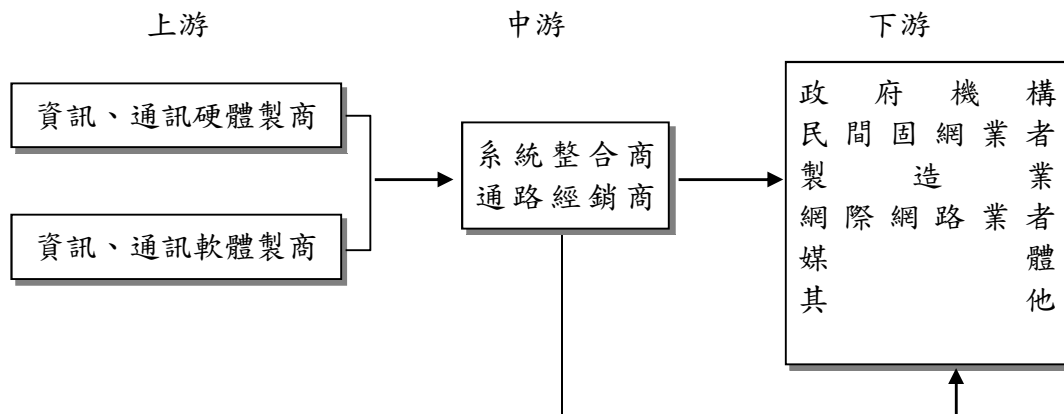 上游
中游
下游
資訊、通訊硬體製商
資訊、通訊軟體製商
系統整合商
通路經銷商
政府機構
民間固網業者
製造業
網際網路業者
媒體
其他